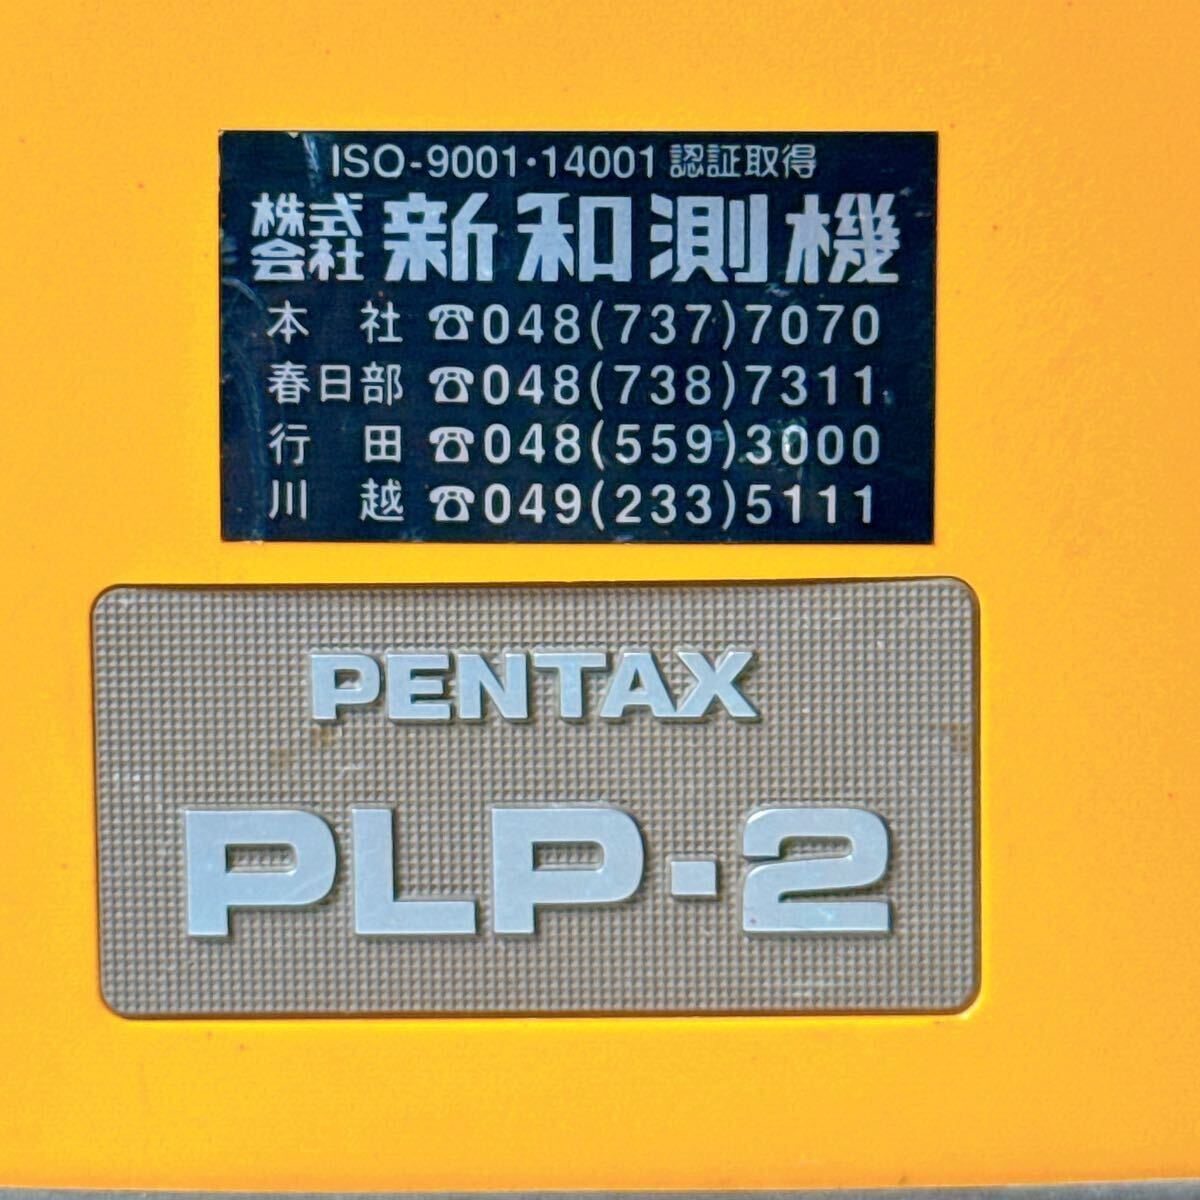 ISO-9001・14001 認証取得
株式会社 新和測機
本社 ☎048(737)7070
春日部 ☎048(738)7311
行田 ☎048(559)3000
川越 ☎049(233)5111
PENTAX
PLP-2